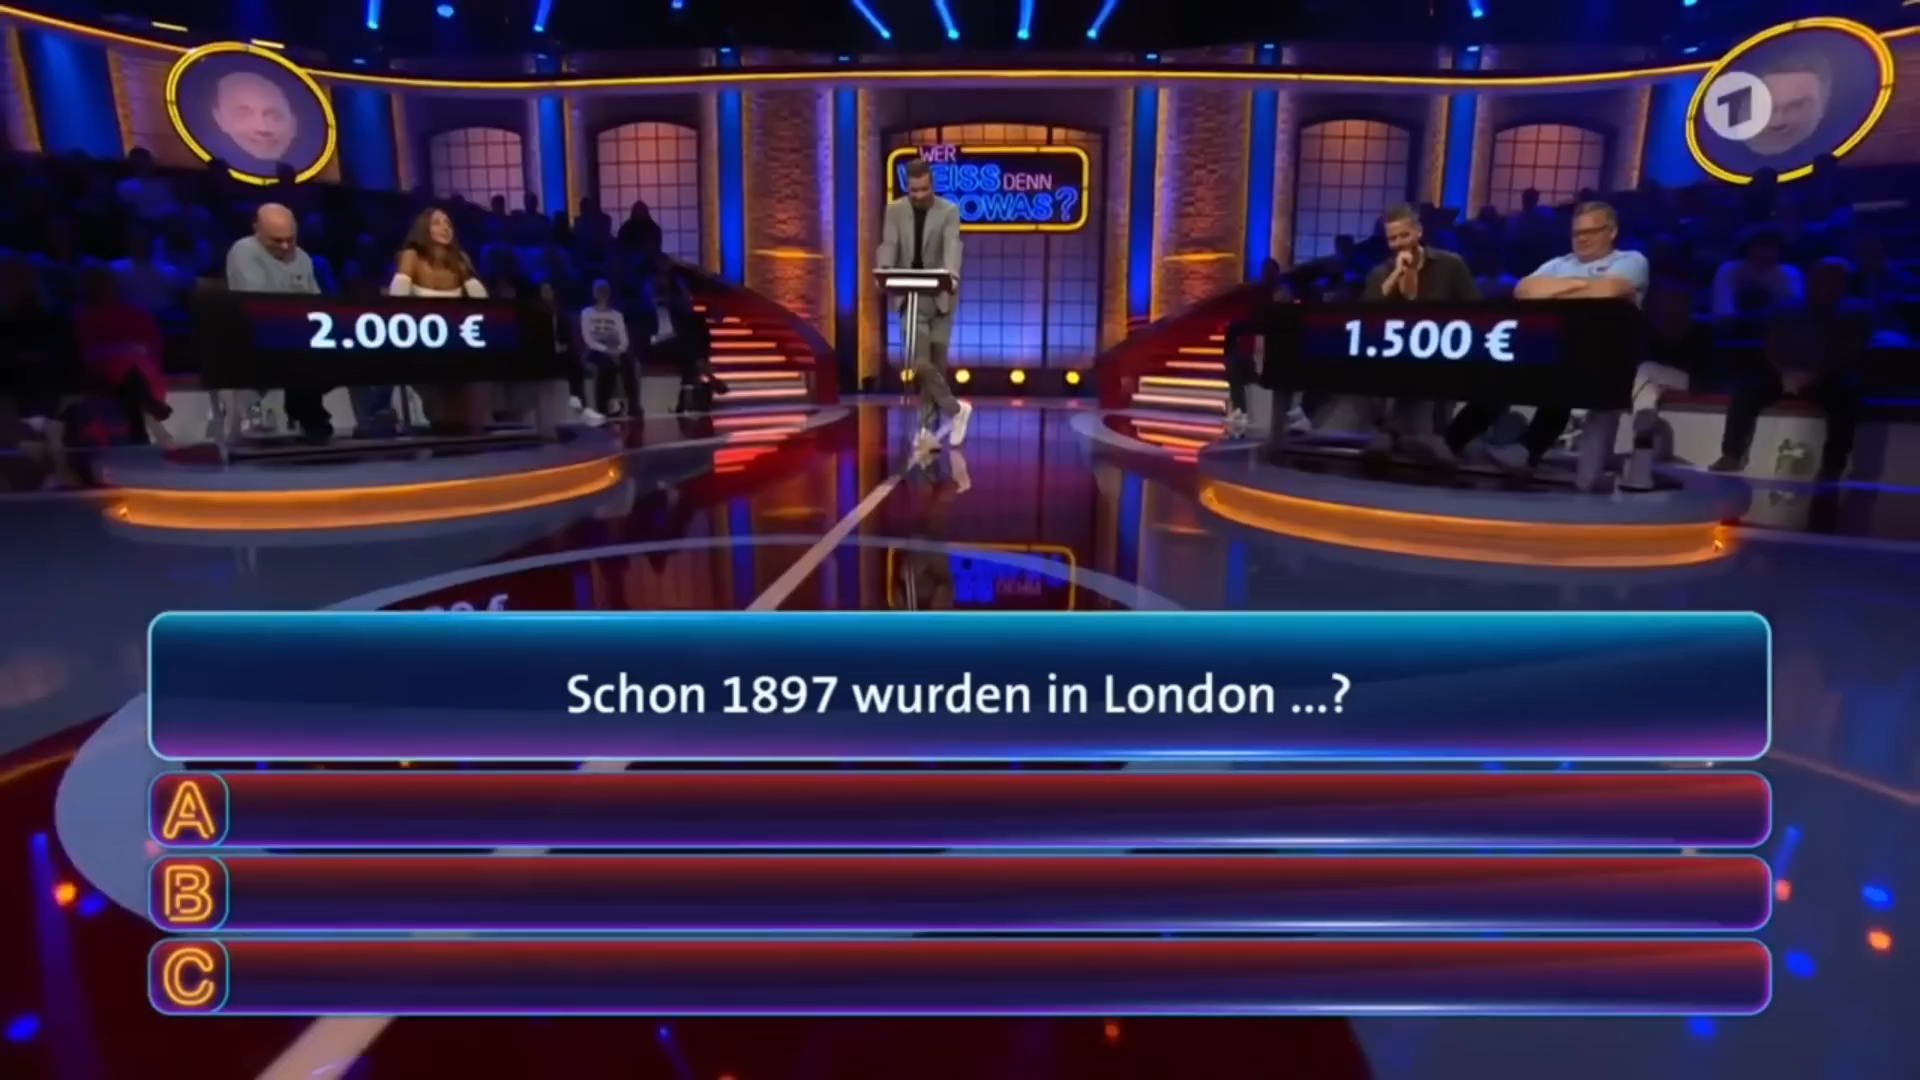 WER
WEISS DENN
SOWAS?
2.000 €
1.500 €
Schon 1897 wurden in London ...?
A
B
C